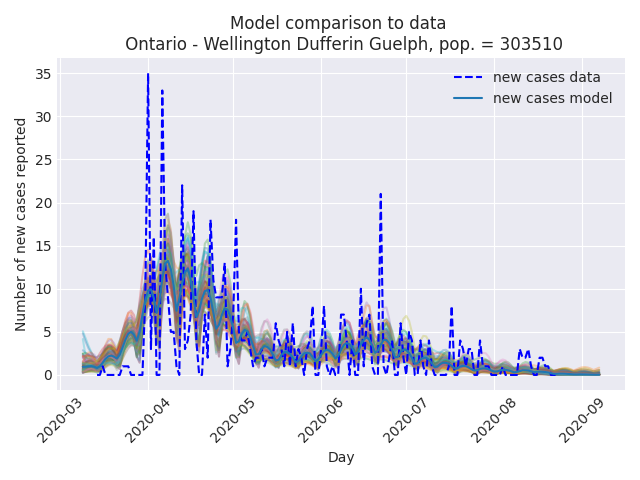 Model comparison to data
Ontario - Wellington Dufferin Guelph, pop. = 303510
new cases data
new cases model
Number of new cases reported
35
30
25
20
15
10
5
0
2020-03
2020-04
2020-05
2020-06
2020-07
2020-08
2020-09
Day